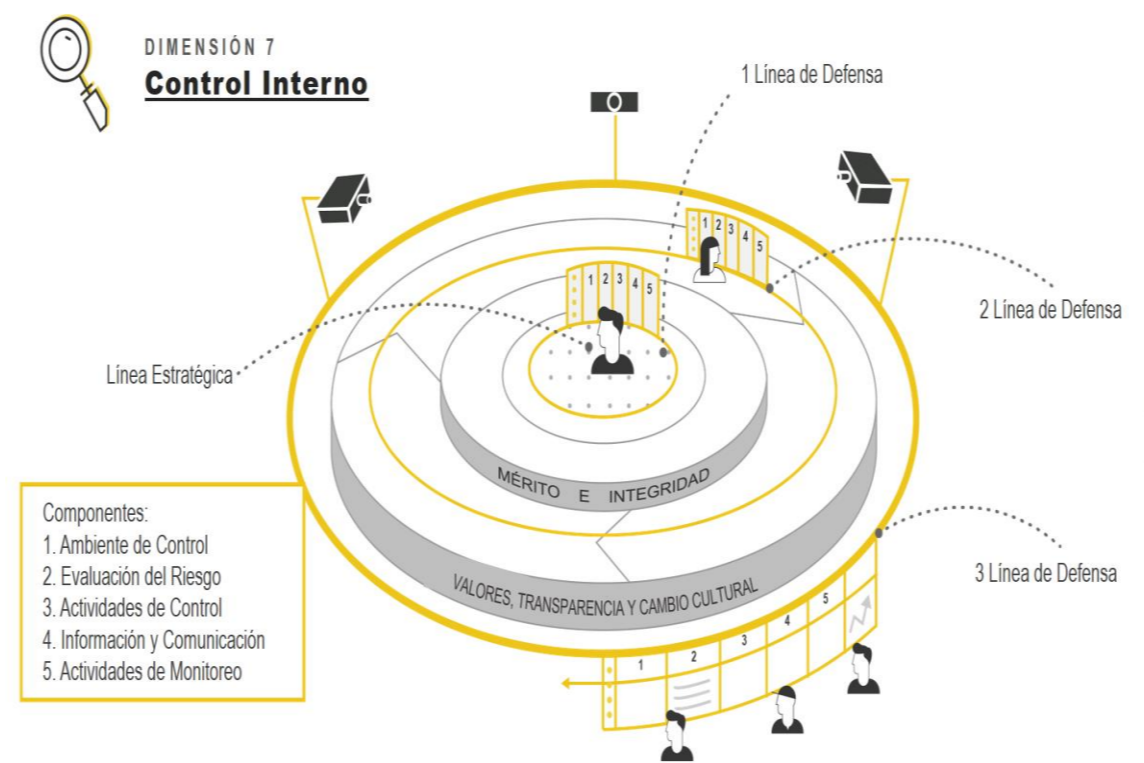 DIMENSIÓN 7
Control Interno
1 Línea de Defensa
1 2 3 4 5
1 2 3 4 5
2 Línea de Defensa
Línea Estratégica
MÉRITO E INTEGRIDAD
Componentes:
1. Ambiente de Control
2. Evaluación del Riesgo
3. Actividades de Control
4. Información y Comunicación
5. Actividades de Monitoreo
VALORES, TRANSPARENCIA Y CAMBIO CULTURAL
3 Línea de Defensa
1 2 3 4 5